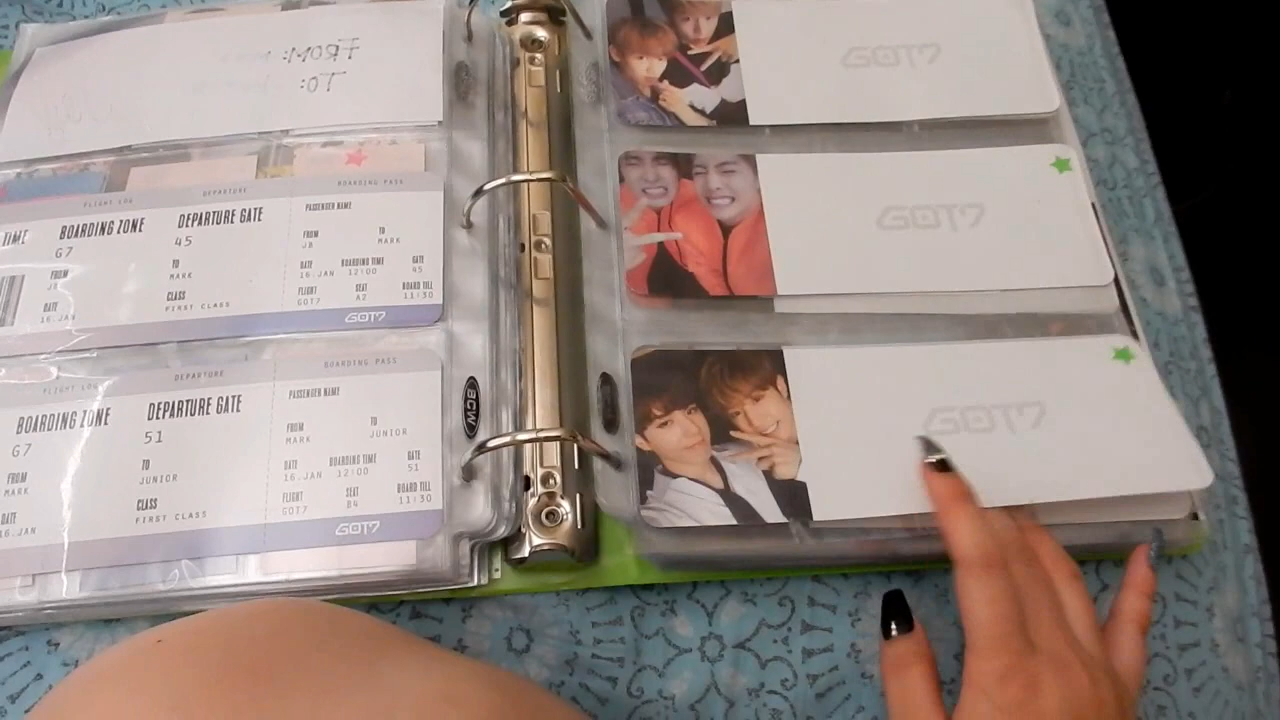 FROM:
TO:
FLIGHT LOG
DEPARTURE
BOARDING PASS
TIME
BOARDING ZONE
G7
DEPARTURE GATE
45
FROM
JB
TO
MARK
DATE
16.JAN
CLASS
FIRST CLASS
PASSENGER NAME
FROM
JB
TO
MARK
DATE
16.JAN
BOARDING TIME
12:00
GATE
45
FLIGHT
GOT7
SEAT
A2
BOARD TILL
11:30
GOT7
FLIGHT LOG
DEPARTURE
BOARDING PASS
BOARDING ZONE
G7
DEPARTURE GATE
51
FROM
MARK
TO
JUNIOR
DATE
16.JAN
CLASS
FIRST CLASS
PASSENGER NAME
FROM
MARK
TO
JUNIOR
DATE
16.JAN
BOARDING TIME
12:00
GATE
51
FLIGHT
GOT7
SEAT
B4
BOARD TILL
11:30
GOT7
BCW
GOT7
GOT7
GOT7